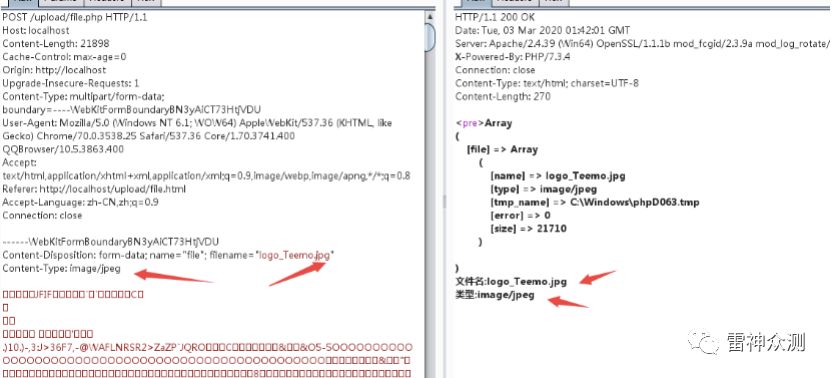 POST /upload/file.php HTTP/1.1
Host: localhost
Content-Length: 21898
Cache-Control: max-age=0
Origin: http://localhost
Upgrade-Insecure-Requests: 1
Content-Type: multipart/form-data;
boundary=----WebKitFormBoundaryBN3yAiCT73HtJVDU
User-Agent: Mozilla/5.0 (Windows NT 6.1; WOW64) AppleWebKit/537.36 (KHTML, like
Gecko) Chrome/70.0.3538.25 Safari/537.36 Core/1.70.3741.400
QQBrowser/10.5.3863.400
Accept:
text/html,application/xhtml+xml,application/xml;q=0.9,image/webp,image/apng,*/*;q=0.8
Referer: http://localhost/upload/file.html
Accept-Language: zh-CN,zh;q=0.9
Connection: close
------WebKitFormBoundaryBN3yAiCT73HtJVDU
Content-Disposition: form-data; name="file"; filename="logo_Teemo.jpg"
Content-Type: image/jpeg
HTTP/1.1 200 OK
Date: Tue, 03 Mar 2020 01:42:01 GMT
Server: Apache/2.4.39 (Win64) OpenSSL/1.1.1b mod_fcgid/2.3.9a mod_log_rotate/
X-Powered-By: PHP/7.3.4
Connection: close
Content-Type: text/html; charset=UTF-8
Content-Length: 270
<pre>Array
(
[file] => Array
(
[name] => logo_Teemo.jpg
[type] => image/jpeg
[tmp_name] => C:\Windows\phpD063.tmp
[error] => 0
[size] => 21710
)
)
文件名:logo_Teemo.jpg
类型:image/jpeg
雷神众测